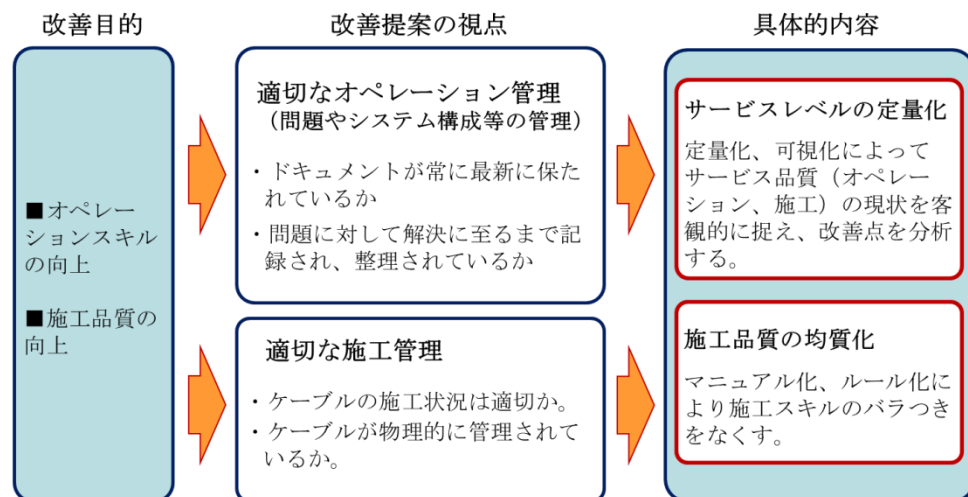 改善目的
改善提案の視点
具体的内容
■オペレー
ションスキル
の向上
■施工品質の
向上
適切なオペレーション管理
（問題やシステム構成等の管理）
・ドキュメントが常に最新に保た
れているか
・問題に対して解決に至るまで記
録され、整理されているか
適切な施工管理
・ケーブルの施工状況は適切か。
・ケーブルが物理的に管理されて
いるか。
サービスレベルの定量化
定量化、可視化によって
サービス品質（オペレー
ション、施工）の現状を客
観的に捉え、改善点を分析
する。
施工品質の均質化
マニュアル化、ルール化に
より施工スキルのバラつき
をなくす。